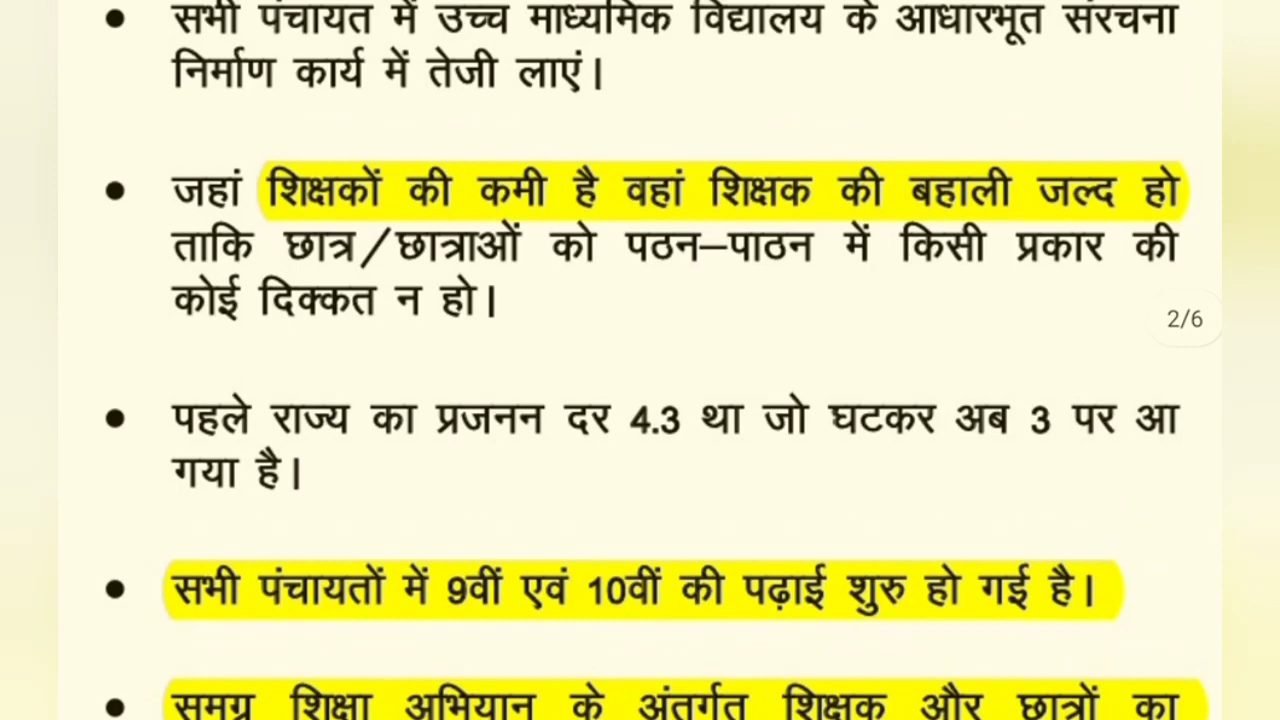 • सभी पंचायत में उच्च माध्यमिक विद्यालय के आधारभूत संरचना
निर्माण कार्य में तेजी लाएं।
• जहां शिक्षकों की कमी है वहां शिक्षक की बहाली जल्द हो
ताकि छात्र/छात्राओं को पठन–पाठन में किसी प्रकार की
कोई दिक्कत न हो।
2/6
• पहले राज्य का प्रजनन दर 4.3 था जो घटकर अब 3 पर आ
गया है।
• सभी पंचायतों में 9वीं एवं 10वीं की पढ़ाई शुरु हो गई है।
• समग्र शिक्षा अभियान के अंतर्गत शिक्षक और छात्रों का